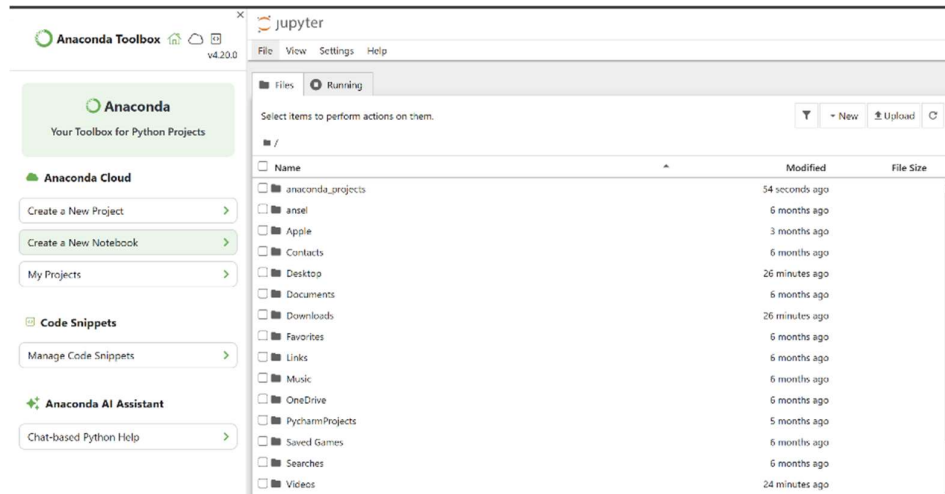 Anaconda Toolbox
v4.20.0
Anaconda
Your Toolbox for Python Projects
Anaconda Cloud
Create a New Project
Create a New Notebook
My Projects
Code Snippets
Manage Code Snippets
Anaconda AI Assistant
Chat-based Python Help
jupyter
File View Settings Help
Files Running
Select items to perform actions on them.
New Upload
/
Name Modified File Size
anaconda_projects 54 seconds ago
ansel 6 months ago
Apple 3 months ago
Contacts 6 months ago
Desktop 26 minutes ago
Documents 6 months ago
Downloads 26 minutes ago
Favorites 6 months ago
Links 6 months ago
Music 6 months ago
OneDrive 6 months ago
PycharmProjects 5 months ago
Saved Games 6 months ago
Searches 6 months ago
Videos 24 minutes ago